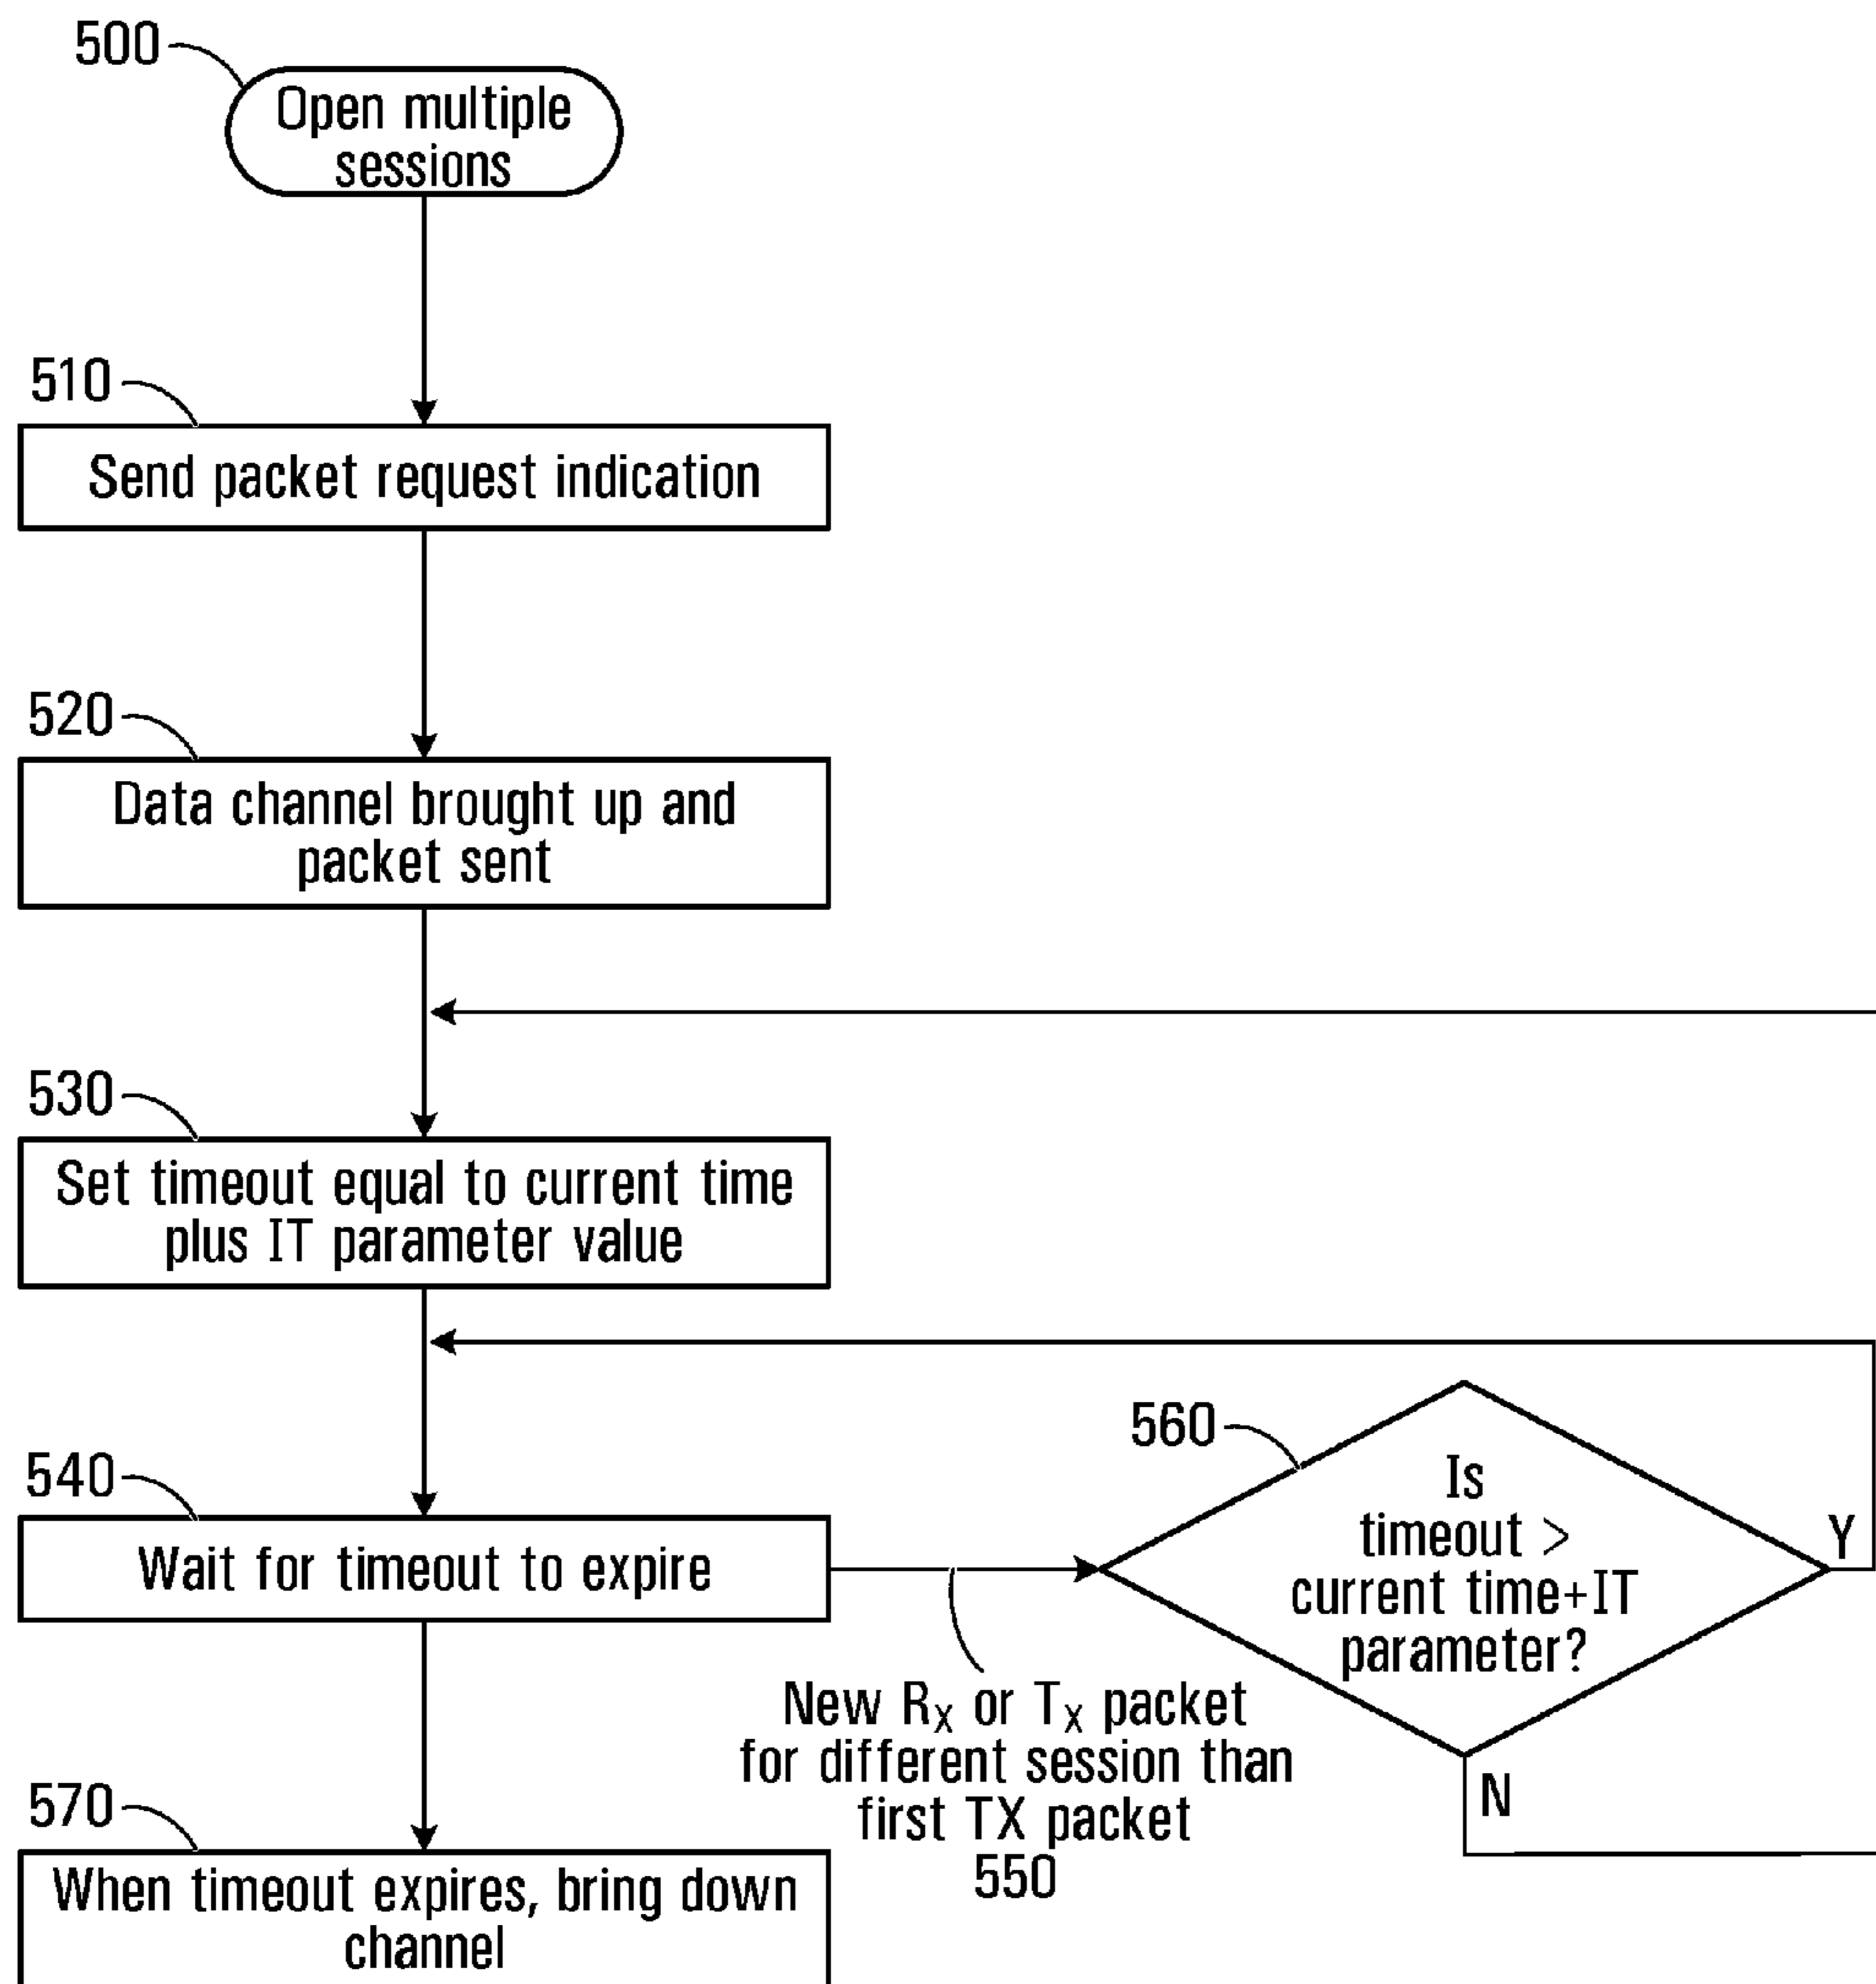 500
Open multiple
sessions
510
Send packet request indication
520
Data channel brought up and
packet sent
530
Set timeout equal to current time
plus IT parameter value
540
Wait for timeout to expire
560
Is
timeout >
current time+IT
parameter?
Y
N
New RX or TX packet
for different session than
first TX packet
550
570
When timeout expires, bring down
channel